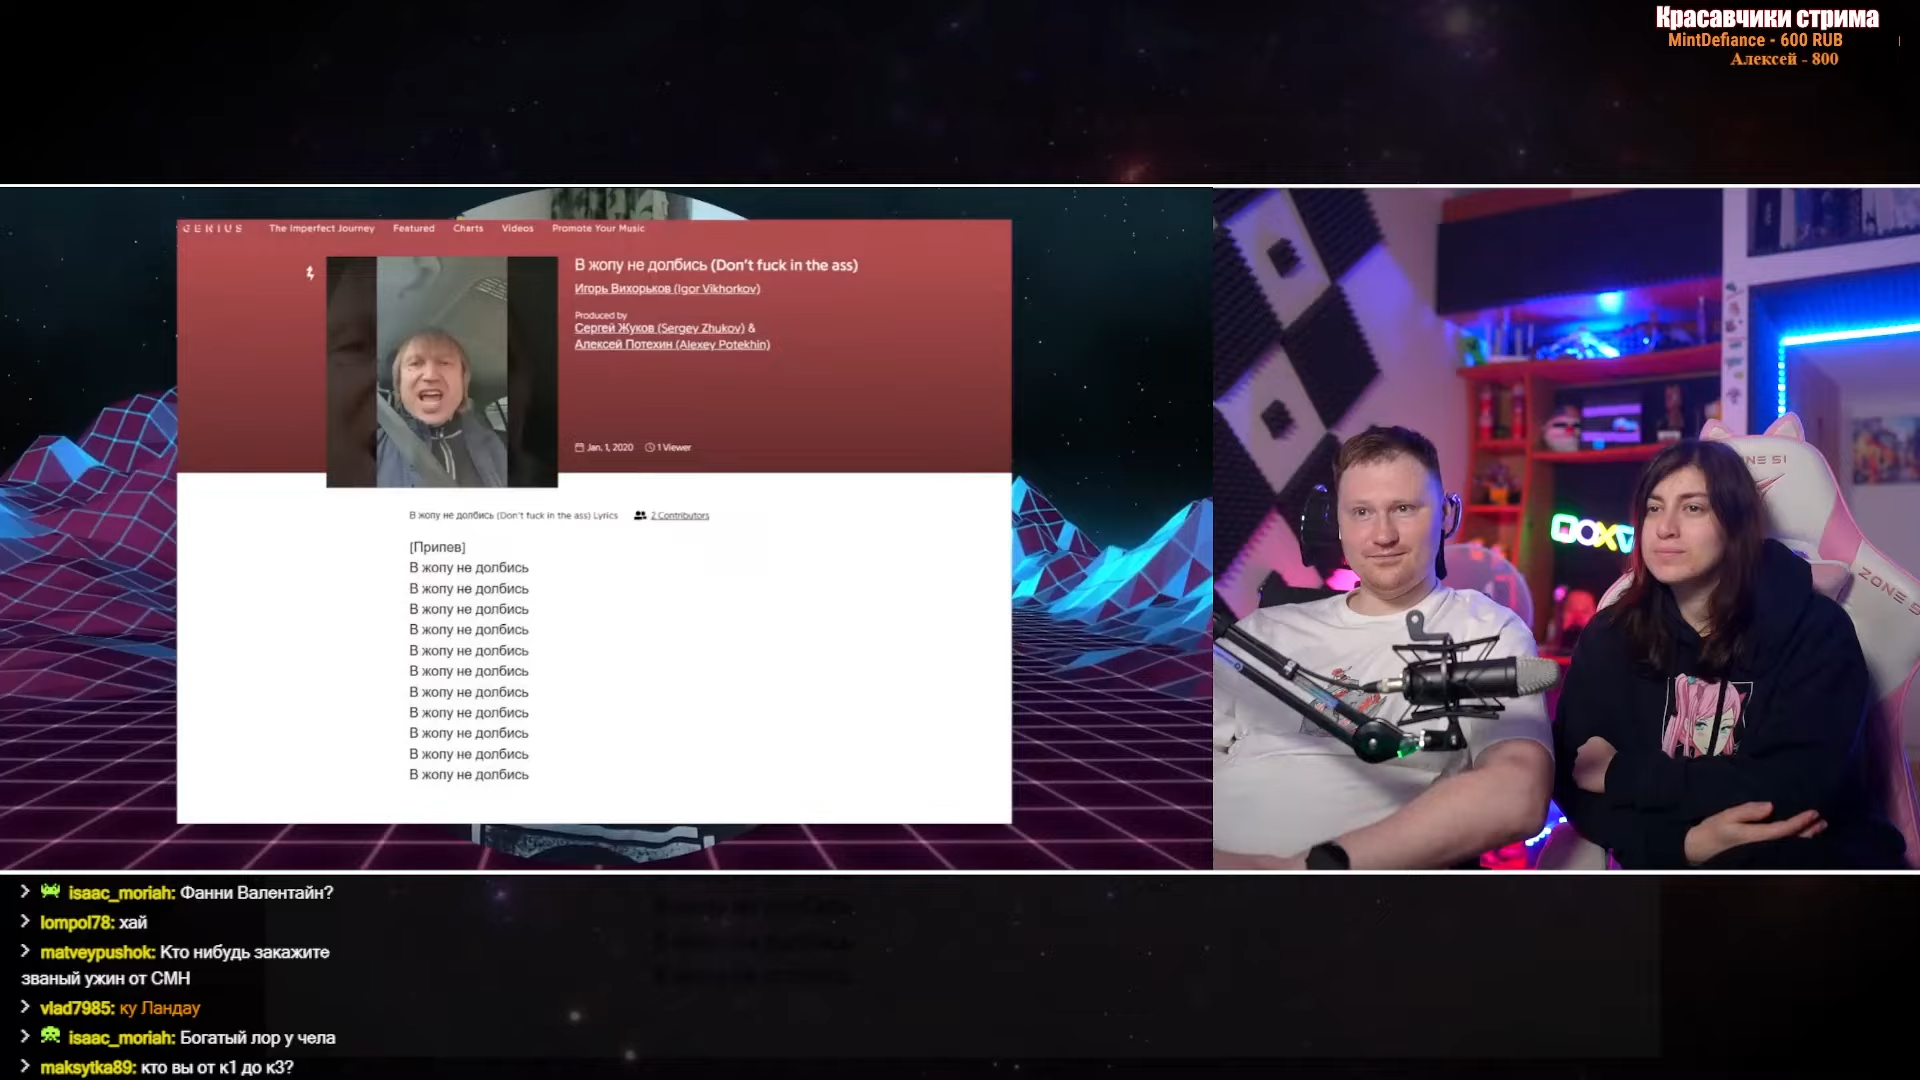 Красавчики стрима
MintDefiance - 600 RUB
Алексей - 800
GENIUS
The Imperfect Journey
Featured
Charts
Videos
Promote Your Music
В жопу не долбись (Don't fuck in the ass)
Игорь Вихорьков (Igor Vikhorkov)
Produced by
Сергей Жуков (Sergey Zhukov) &
Алексей Потехин (Alexey Potekhin)
Jan. 1, 2020
1 Viewer
В жопу не долбись (Don't fuck in the ass) Lyrics
2 Contributors
[Припев]
В жопу не долбись
В жопу не долбись
В жопу не долбись
В жопу не долбись
В жопу не долбись
В жопу не долбись
В жопу не долбись
В жопу не долбись
В жопу не долбись
В жопу не долбись
В жопу не долбись
ZONE 51
ZONE 5
> isaac_moriah: Фанни Валентайн?
> lompol78: хай
> matveypushok: Кто нибудь закажите
званый ужин от СМН
> vlad7985: ку Ландау
> isaac_moriah: Богатый лор у чела
> maksytka89: кто вы от к1 до к3?